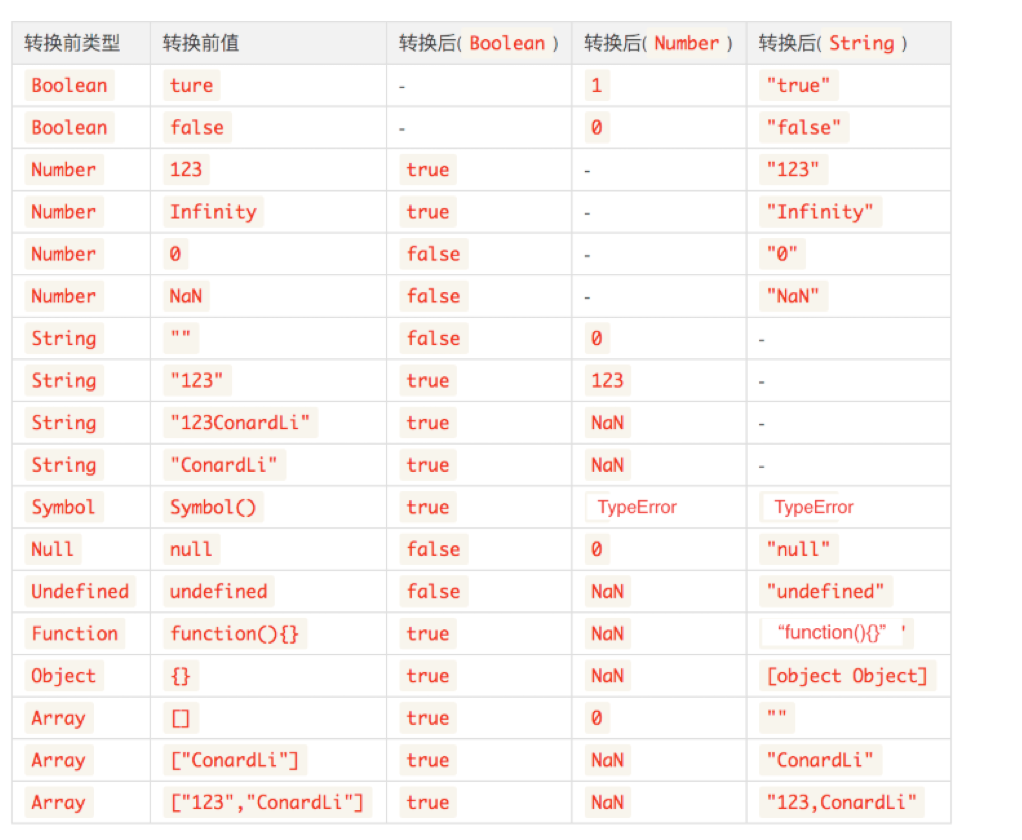 转换前类型 转换前值 转换后( Boolean ) 转换后( Number ) 转换后( String )
Boolean ture - 1 "true"
Boolean false - 0 "false"
Number 123 true - "123"
Number Infinity true - "Infinity"
Number 0 false - "0"
Number NaN false - "NaN"
String "" false 0 -
String "123" true 123 -
String "123ConardLi" true NaN -
String "ConardLi" true NaN -
Symbol Symbol() true TypeError TypeError
Null null false 0 "null"
Undefined undefined false NaN "undefined"
Function function(){} true NaN “function(){}” '
Object {} true NaN [object Object]
Array [] true 0 ""
Array ["ConardLi"] true NaN "ConardLi"
Array ["123","ConardLi"] true NaN "123,ConardLi"